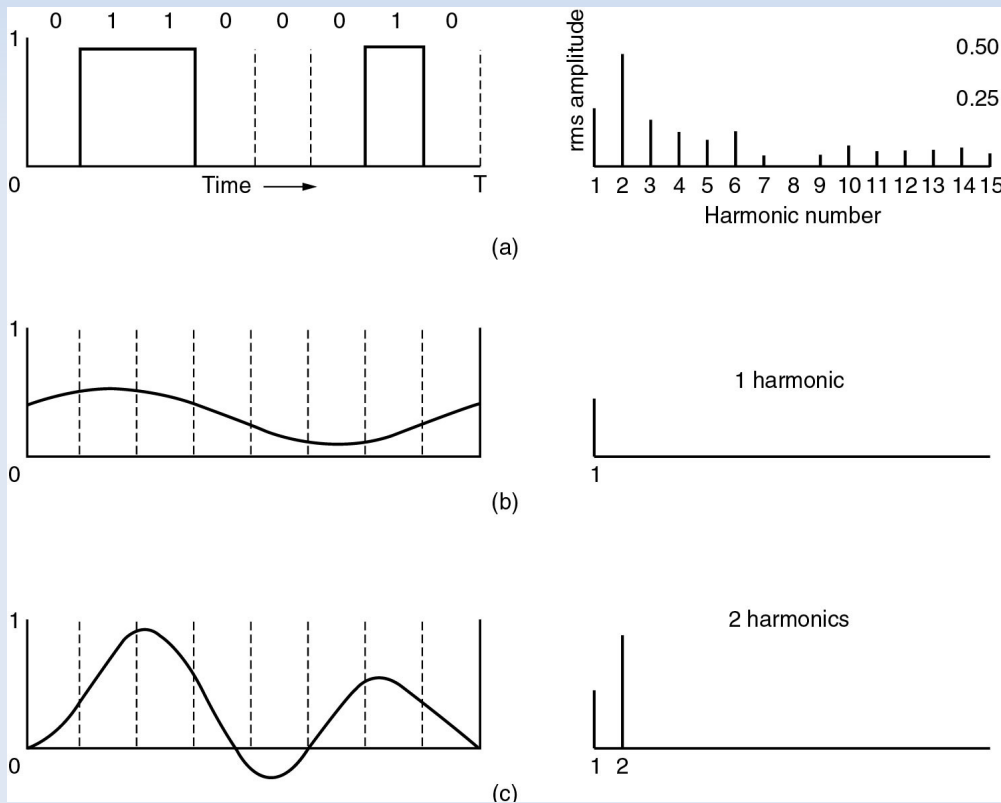 0 1 1 0 0 0 1 0
1
0
Time
T
rms amplitude
0.50
0.25
1 2 3 4 5 6 7 8 9 10 11 12 13 14 15
Harmonic number
(a)
1
0
1 harmonic
1
(b)
1
0
2 harmonics
1 2
(c)